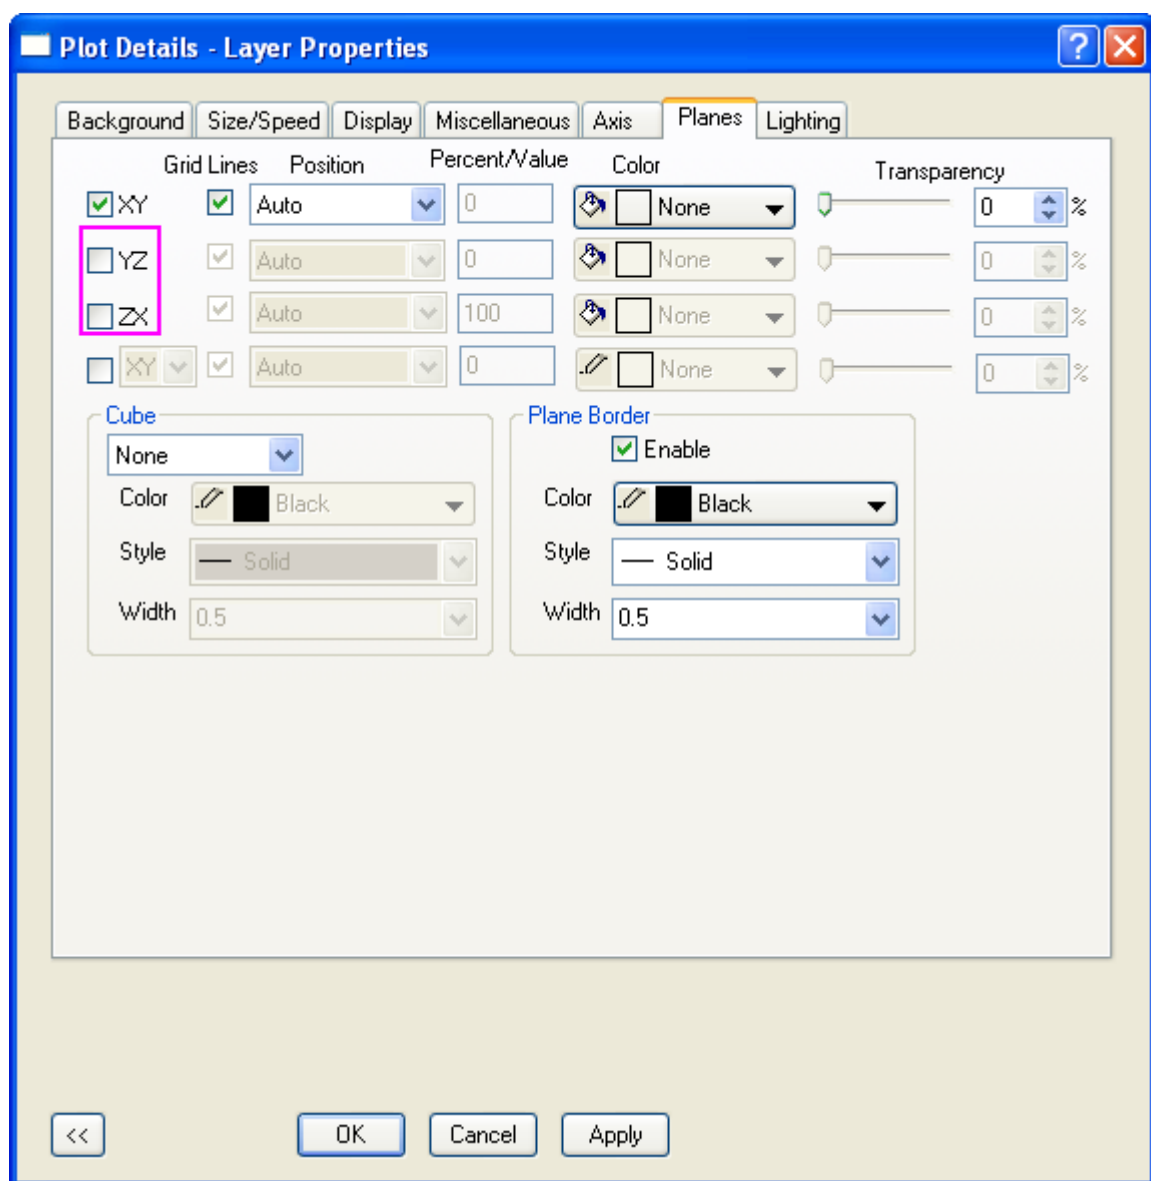 Plot Details - Layer Properties
Background Size/Speed Display Miscellaneous Axis Planes Lighting
Grid Lines Position Percent/Value Color Transparency
XY Auto 0 None 0 %
YZ Auto 0 None 0 %
ZX Auto 100 None 0 %
XY Auto 0 None 0 %
Cube
None
Color Black
Style Solid
Width 0.5
Plane Border
Enable
Color Black
Style Solid
Width 0.5
<< OK Cancel Apply